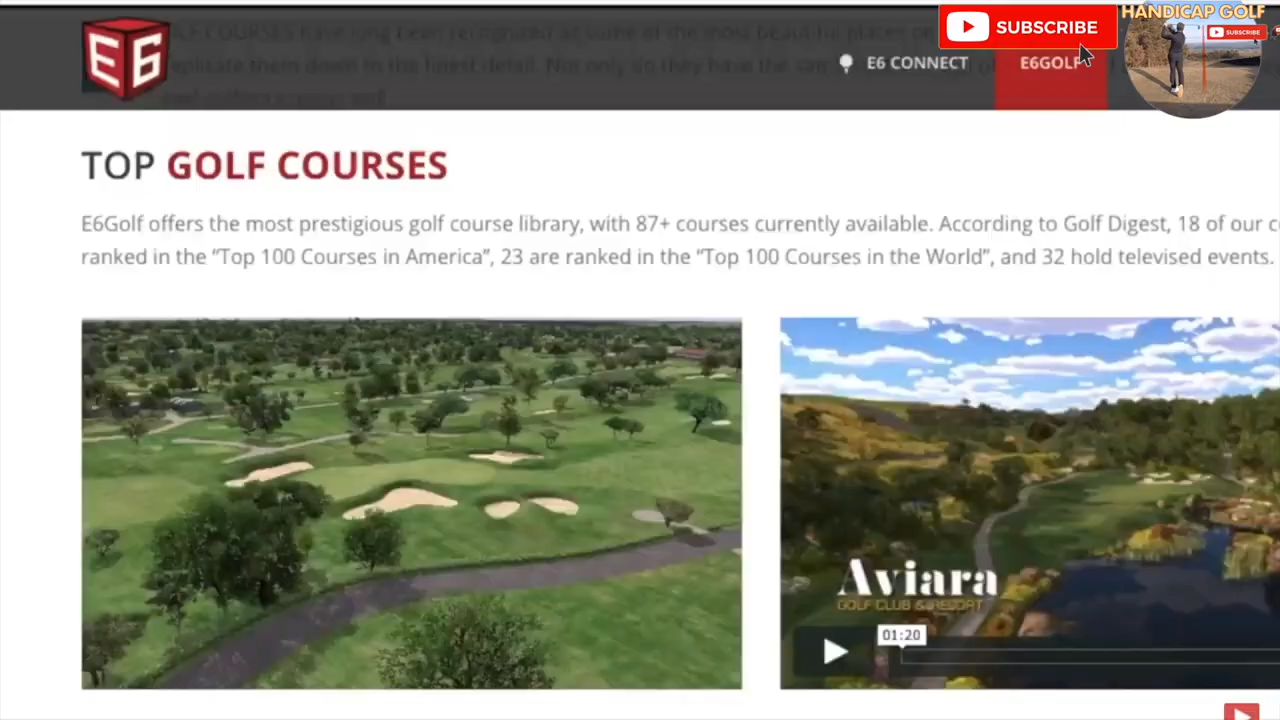 HANDICAP GOLF
SUBSCRIBE
SUBSCRIBE
E6
E6 CONNECT
E6GOLF
TOP GOLF COURSES
E6Golf offers the most prestigious golf course library, with 87+ courses currently available. According to Golf Digest, 18 of our
ranked in the “Top 100 Courses in America”, 23 are ranked in the “Top 100 Courses in the World”, and 32 hold televised events.
Aviara
GOLF CLUB & RESORT
01:20